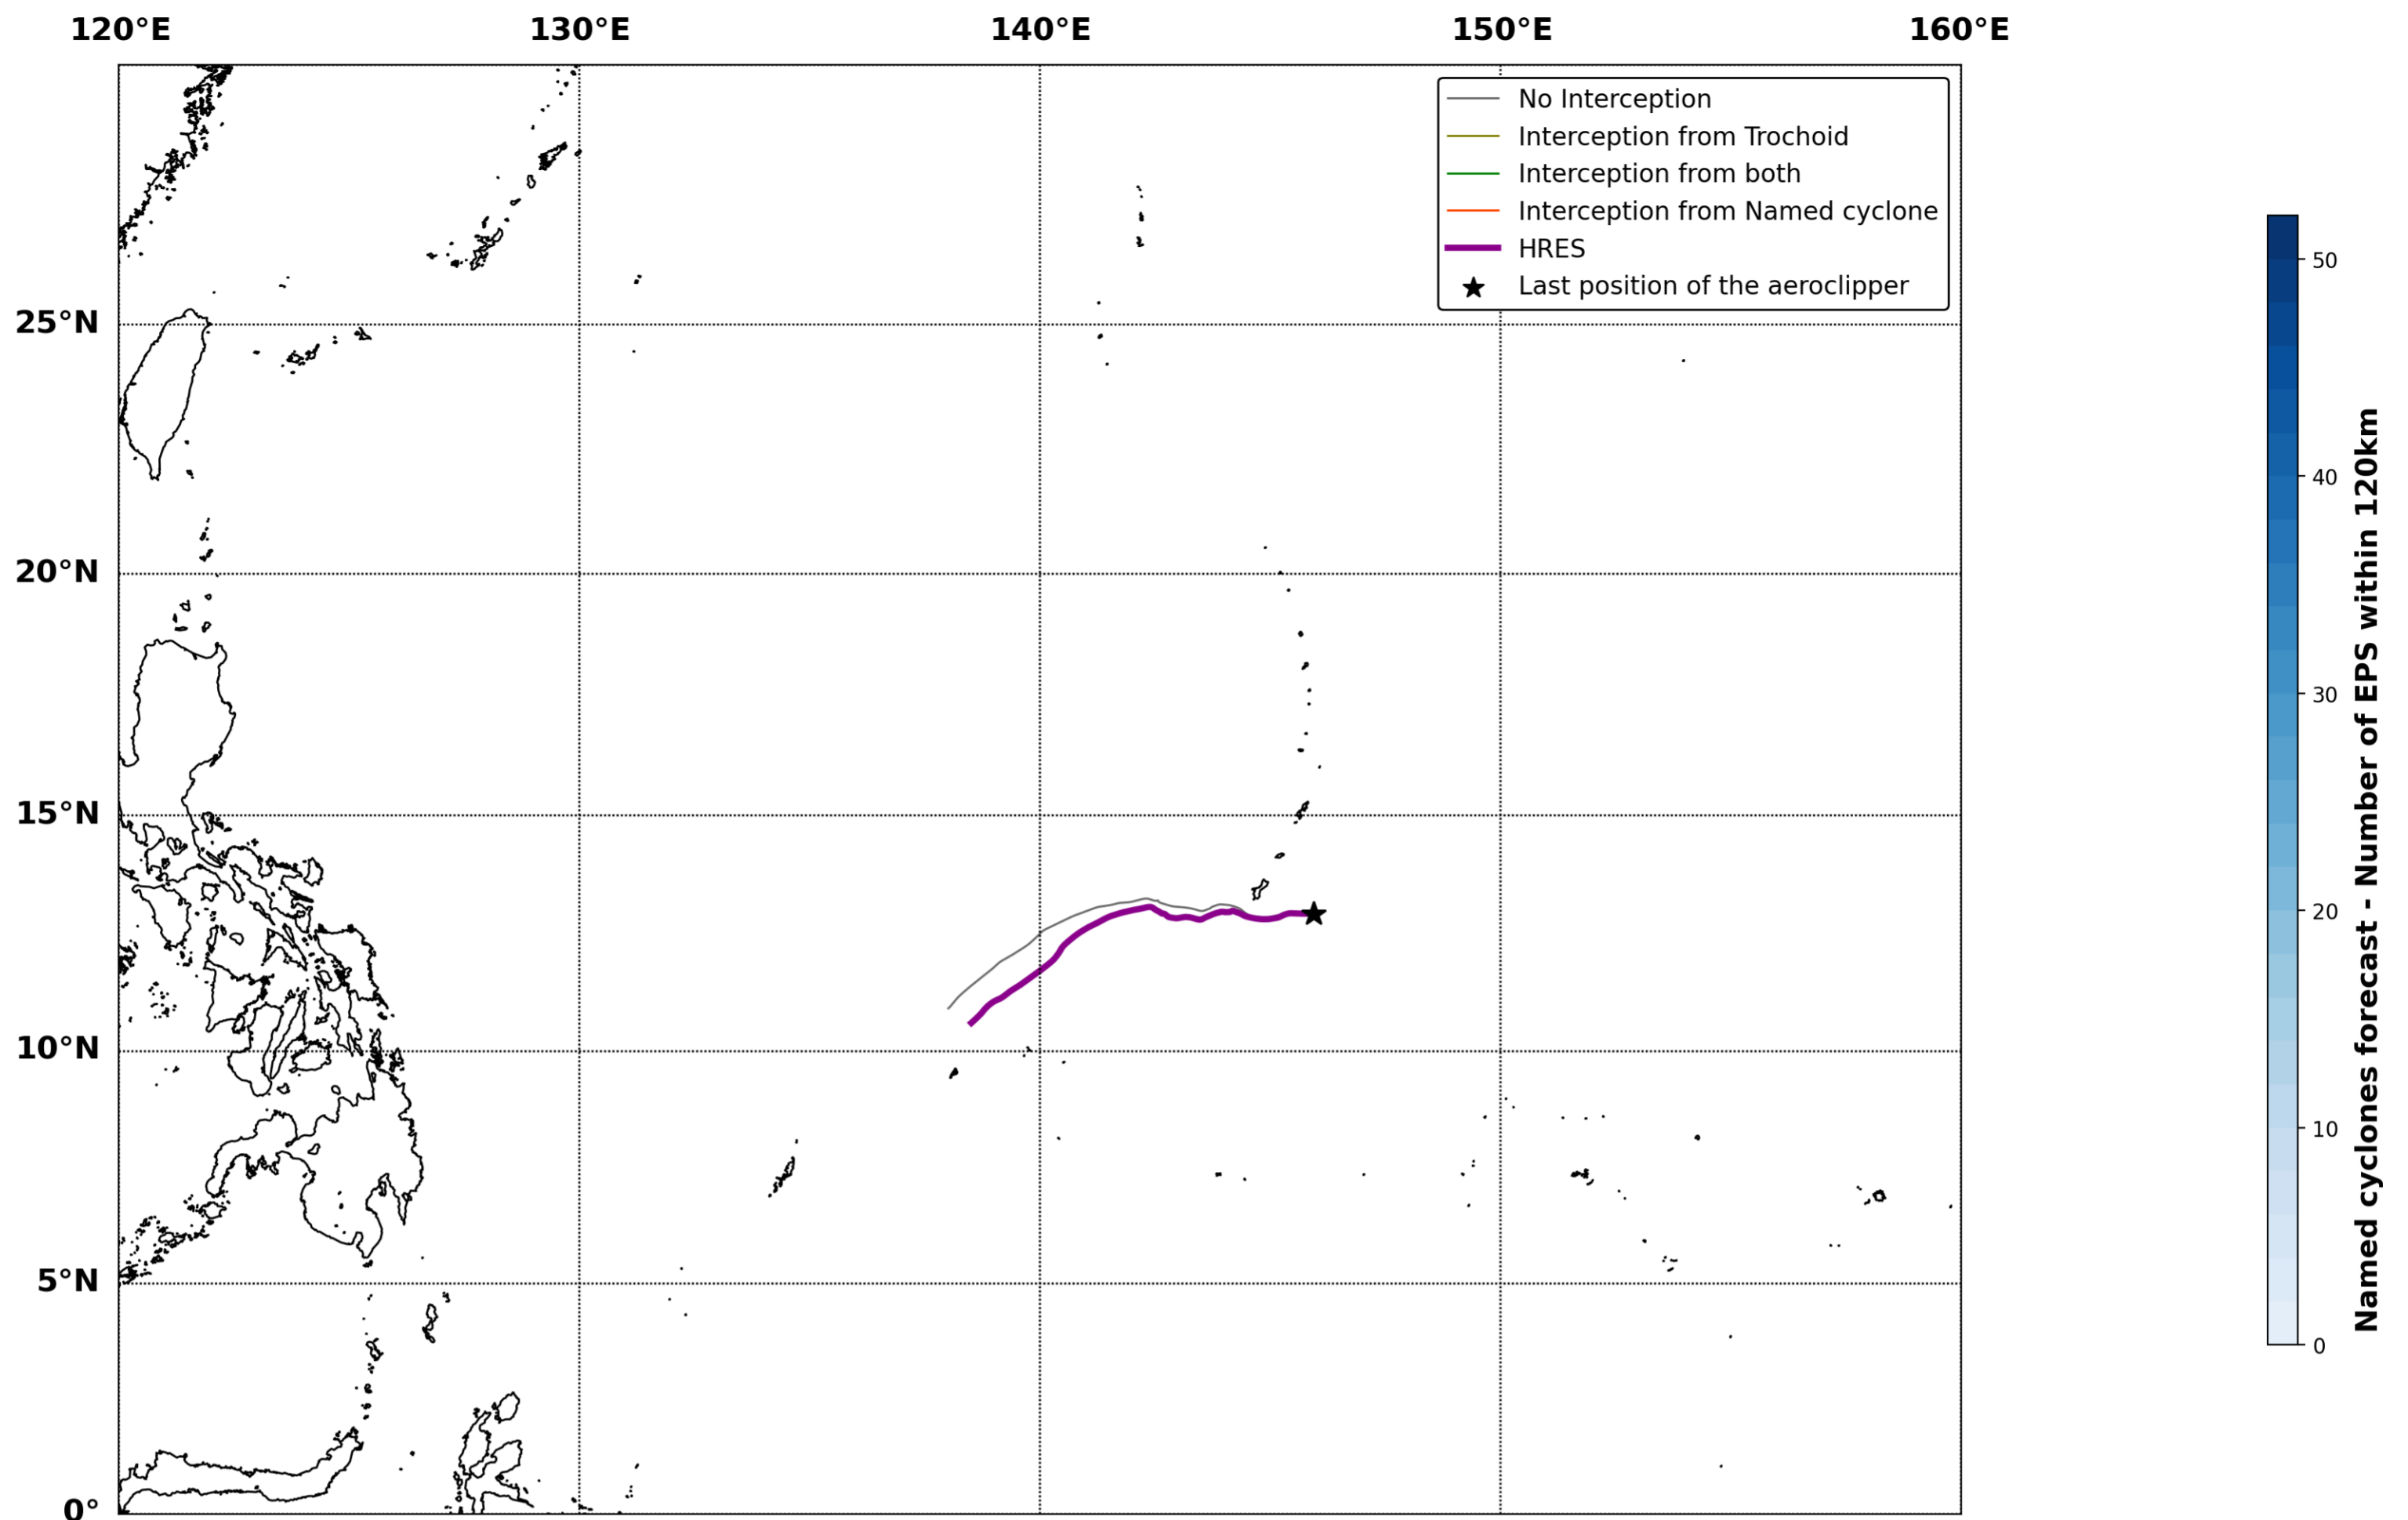 120°E 130°E 140°E 150°E 160°E
No Interception
Interception from Trochoid
Interception from both
Interception from Named cyclone
HRES
Last position of the aeroclipper
25°N
20°N
15°N
10°N
5°N
0°
50
40
30
20
10
0
Named cyclones forecast - Number of EPS within 120km